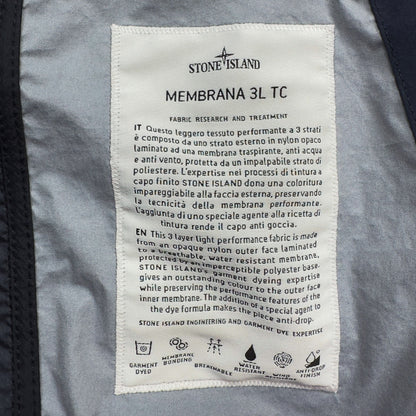 STONE ISLAND
MEMBRANA 3L TC
FABRIC RESEARCH AND TREATMENT
IT Questo leggero tessuto performante a 3 strati
è composto da uno strato esterno in nylon opaco
laminato ad una membrana traspirante, anti acqua
e anti vento, protetta da un impalpabile strato di
poliestere. L'expertise nei processi di tintura a
capo finito STONE ISLAND dona una coloritura
impareggiabile alla faccia esterna, preservando
la tecnicità della membrana performante.
L'aggiunta di uno speciale agente alla ricetta di
tintura rende il capo anti goccia.
EN This 3 layer light performance fabric is made
from an opaque nylon outer face laminated
to a breathable, water resistant membrane,
protected by an imperceptible polyester base.
STONE ISLAND's garment dyeing expertise
gives an outstanding colour to the outer face
while preserving the performance features of the
inner membrane. The addition of a special agent to
the dye formula makes the piece anti-drop.
STONE ISLAND ENGINEERING AND GARMENT DYE EXPERTISE
GARMENT DYED
MEMBRANE BONDING
BREATHABLE
WATER RESISTANT
WIND RESISTANT
ANTI-DROP FINISH